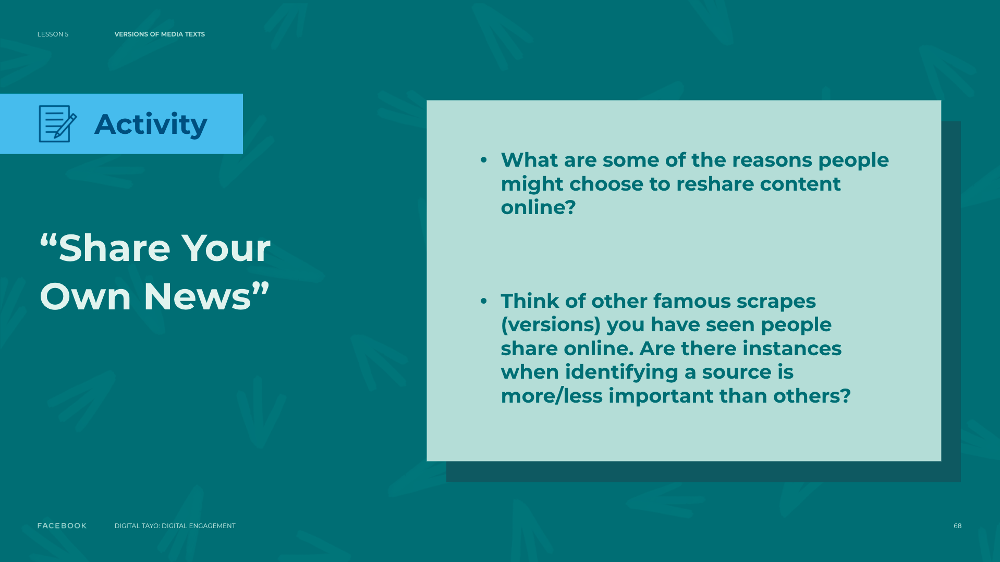 LESSON 5
VERSIONS OF MEDIA TEXTS
Activity
“Share Your
Own News”
• What are some of the reasons people
might choose to reshare content
online?
• Think of other famous scrapes
(versions) you have seen people
share online. Are there instances
when identifying a source is
more/less important than others?
FACEBOOK
DIGITAL TAYO: DIGITAL ENGAGEMENT
68